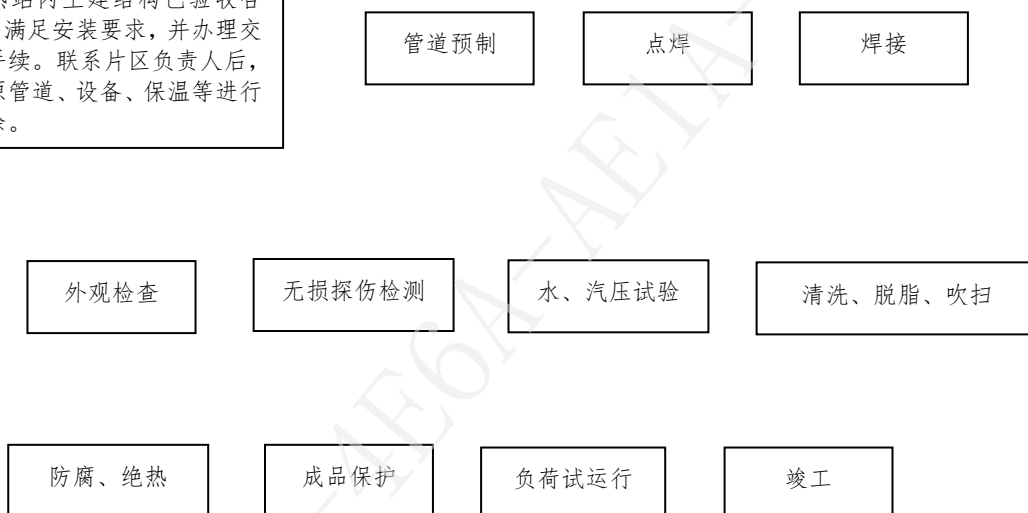 热站内土建结构已验收合
满足安装要求,并办理交
手续。联系片区负责人后,
原管道、设备、保温等进行
除。
管道预制
点焊
焊接
外观检查
无损探伤检测
水、汽压试验
清洗、脱脂、吹扫
防腐、绝热
成品保护
负荷试运行
竣工
-4E6A-AE1A-